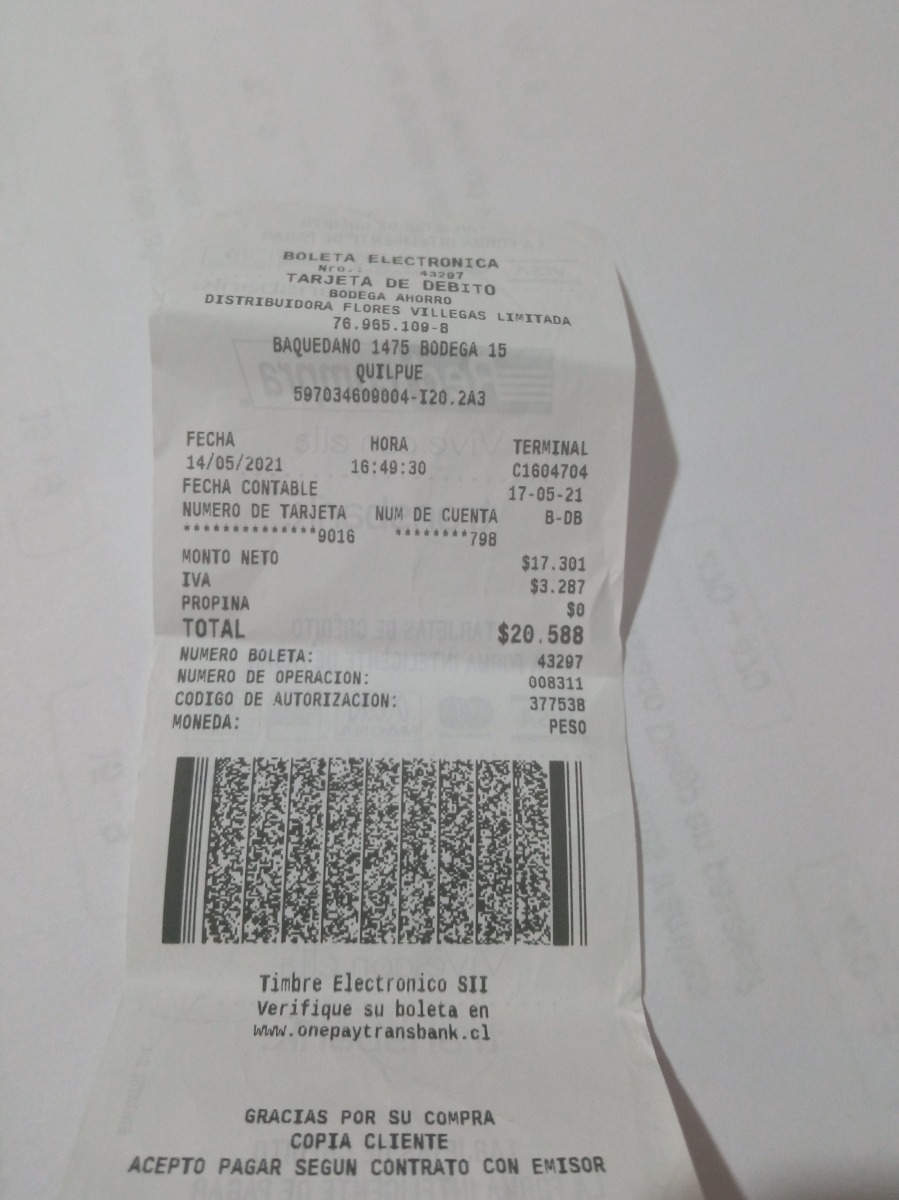 BOLETA ELECTRONICA
Nro.: 43297
TARJETA DE DEBITO
BODEGA AHORRO
DISTRIBUIDORA FLORES VILLEGAS LIMITADA
76.965.109-8
BAQUEDANO 1475 BODEGA 15
QUILPUE
597034609004-I20.2A3
FECHA HORA TERMINAL
14/05/2021 16:49:30 C1604704
FECHA CONTABLE 17-05-21
NUMERO DE TARJETA NUM DE CUENTA B-DB
**************9016 ********798
MONTO NETO $17.301
IVA $3.287
PROPINA $0
TOTAL $20.588
NUMERO BOLETA: 43297
NUMERO DE OPERACION: 008311
CODIGO DE AUTORIZACION: 377538
MONEDA: PESO
Timbre Electronico SII
Verifique su boleta en
www.onepaytransbank.cl
GRACIAS POR SU COMPRA
COPIA CLIENTE
ACEPTO PAGAR SEGUN CONTRATO CON EMISOR